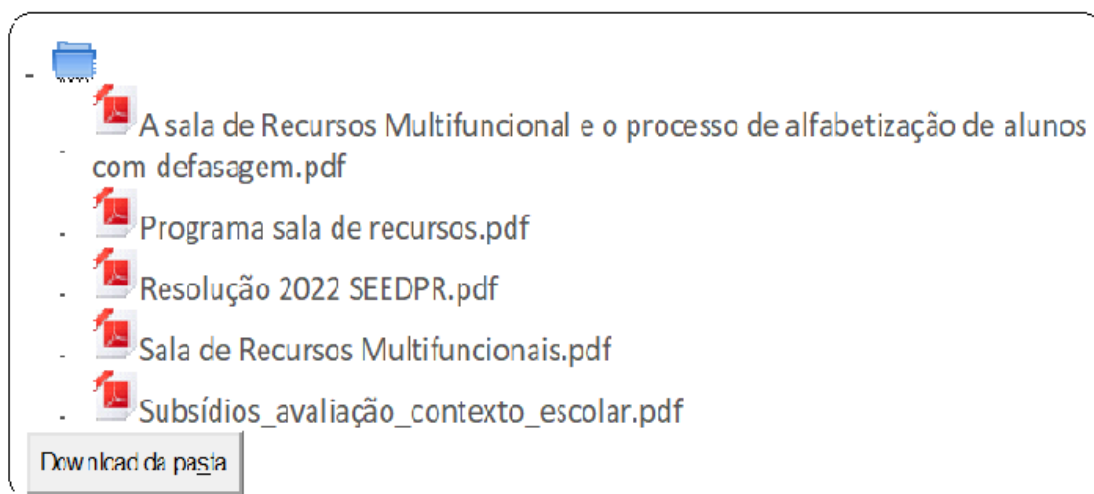 A sala de Recursos Multifuncional e o processo de alfabetização de alunos
com defasagem.pdf
Programa sala de recursos.pdf
Resolução 2022 SEEDPR.pdf
Sala de Recursos Multifuncionais.pdf
Subsídios_avaliação_contexto_escolar.pdf
Download da pasta